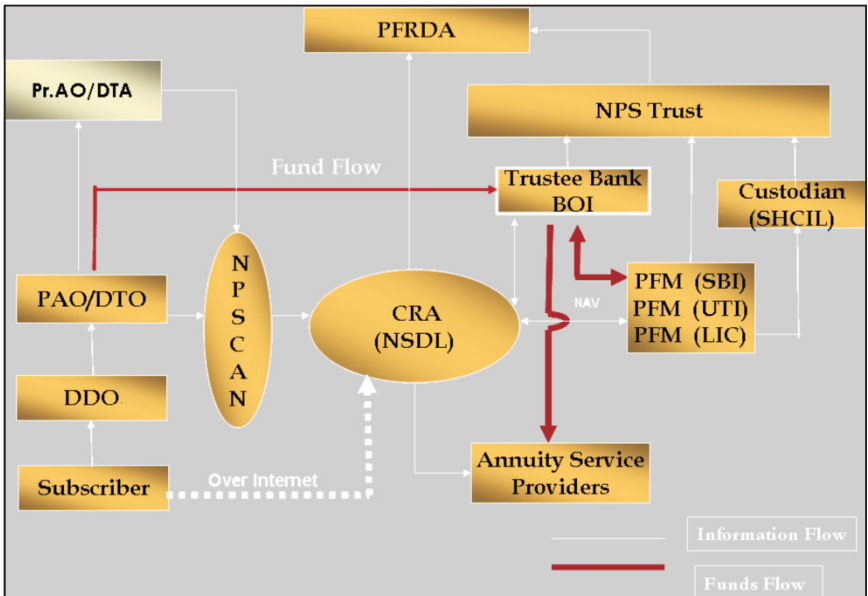 PFRDA
Pr.AO/DTA
NPS Trust
Fund Flow
Trustee Bank
BOI
Custodian
(SHCIL)
PAO/DTO
NPSCAN
CRA
(NSDL)
NAV
PFM (SBI)
PFM (UTI)
PFM (LIC)
DDO
Subscriber
Over Internet
Annuity Service
Providers
Information Flow
Funds Flow